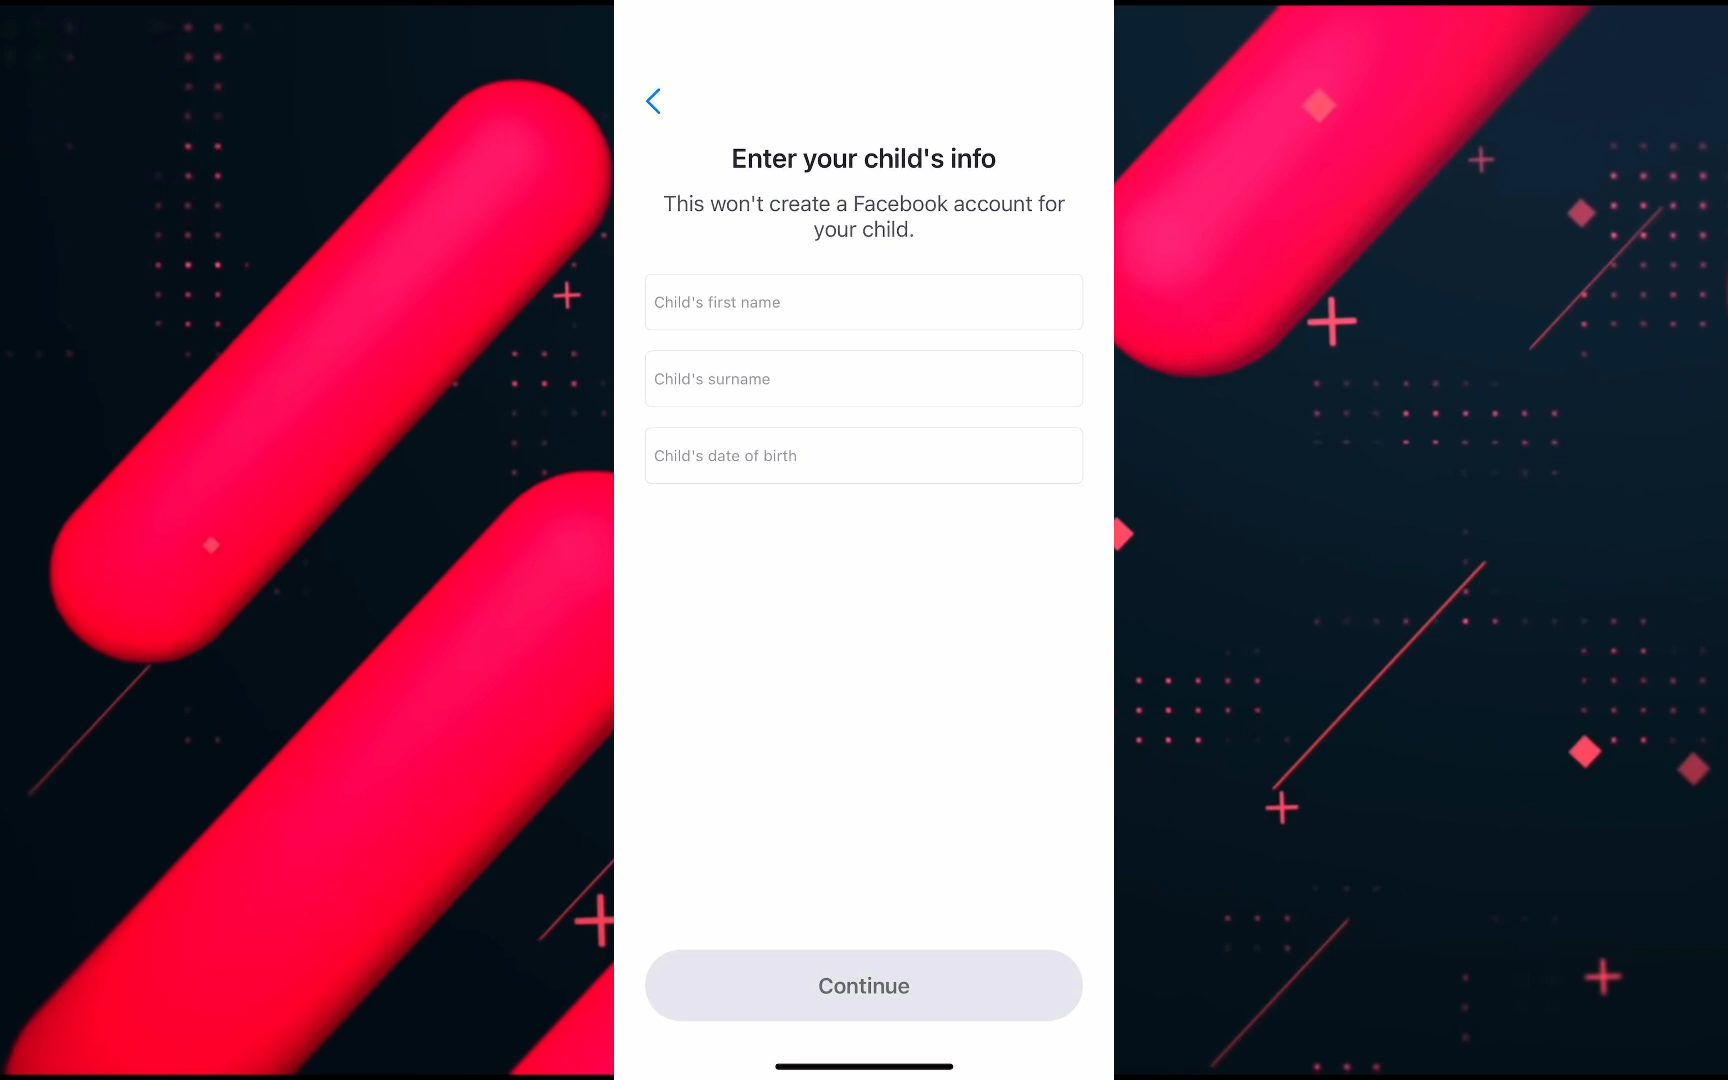 Enter your child's info
This won't create a Facebook account for
your child.
Child's first name
Child's surname
Child's date of birth
Continue